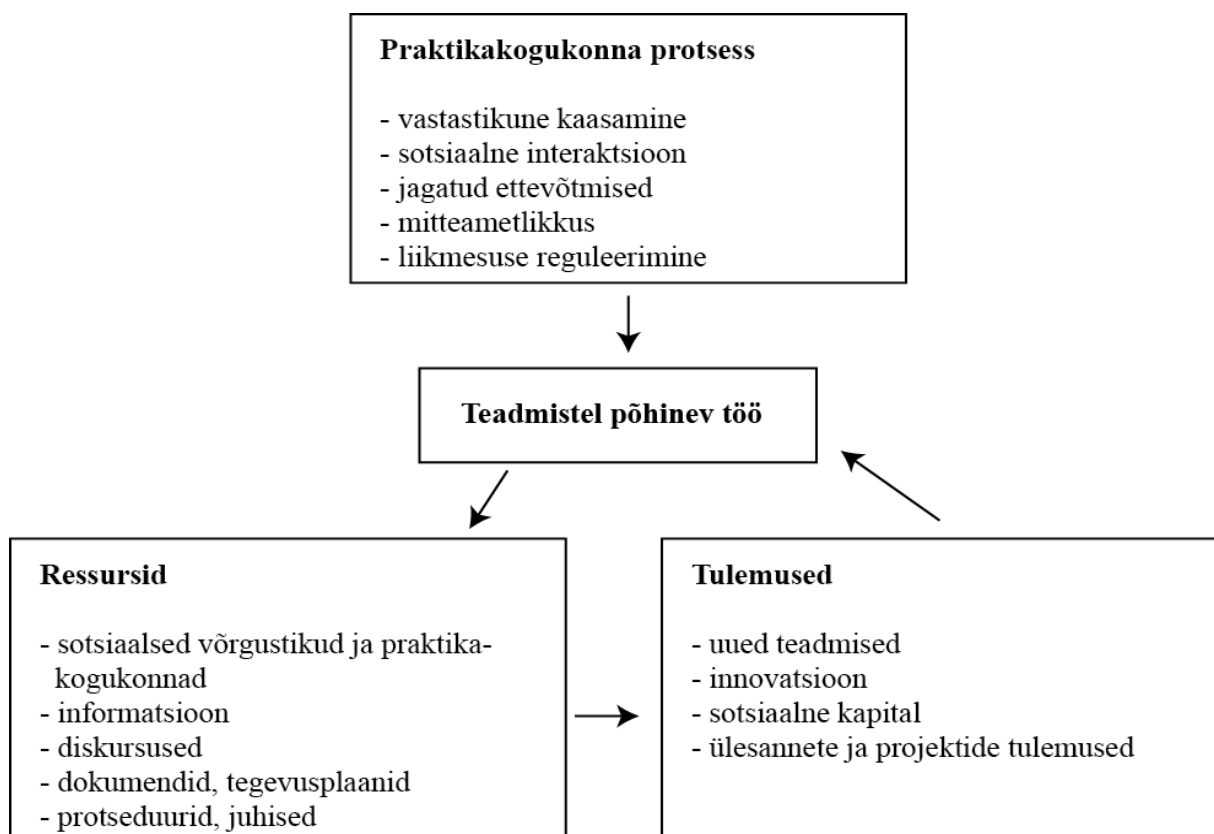 Praktikakogukonna protsess
- vastastikune kaasamine
- sotsiaalne interaktsioon
- jagatud ettevõtmised
- mitteametlikkus
- liikmesuse reguleerimine
Teadmistel põhinev töö
Ressursid
- sotsiaalsed võrgustikud ja praktika-
kogukonnad
- informatsioon
- diskursused
- dokumendid, tegevusplaanid
- protseduurid, juhised
Tulemused
- uued teadmised
- innovatsioon
- sotsiaalne kapital
- ülesannete ja projektide tulemused